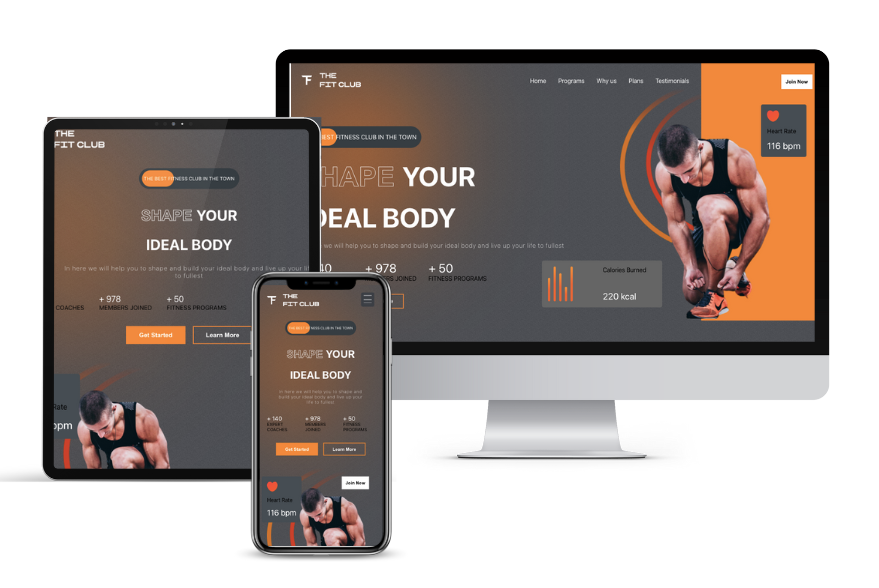 THE
FIT CLUB
Home Programs Why us Plans Testimonials
Join Now
BEST FITNESS CLUB IN THE TOWN
SHAPE YOUR
IDEAL BODY
we will help you to shape and build your ideal body and live up your life to fullest
+ 978 + 50
JOINED FITNESS PROGRAMS
Heart Rate
116 bpm
Calories Burned
220 kcal
THE
FIT CLUB
THE BEST FITNESS CLUB IN THE TOWN
SHAPE YOUR
IDEAL BODY
In here we will help you to shape and build your ideal body and live up your
to fullest
+ 978 + 50
COACHES MEMBERS JOINED FITNESS PROGRAMS
Get Started Learn More
Rate
bpm
THE
FIT CLUB
THE BEST FITNESS CLUB IN THE TOWN
SHAPE YOUR
IDEAL BODY
In here we will help you to shape and
build your ideal body and live up your
life to fullest
+ 140 + 978 + 50
EXPERT MEMBERS FITNESS
COACHES JOINED PROGRAMS
Get Started Learn More
Join Now
Heart Rate
116 bpm